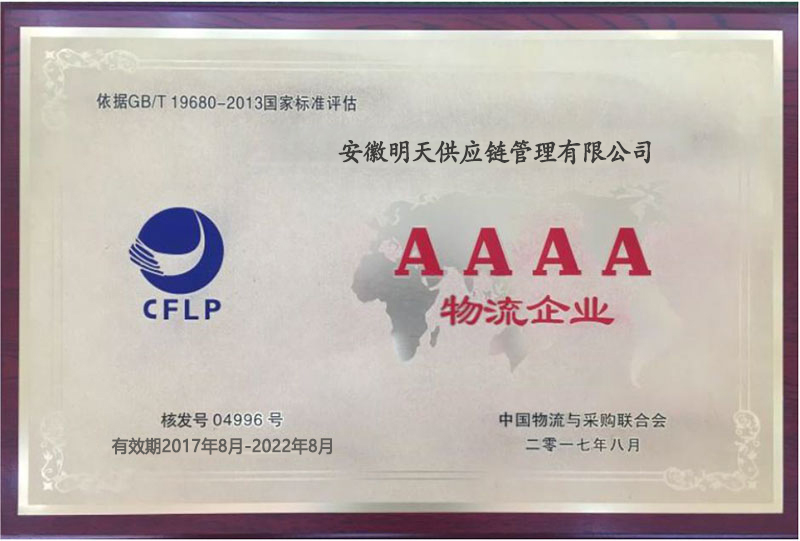 依据GB/T 19680-2013国家标准评估
安徽明天供应链管理有限公司
CFLP
AAAA
物流企业
核发号 04996 号
有效期2017年8月-2022年8月
中国物流与采购联合会
二零一七年八月